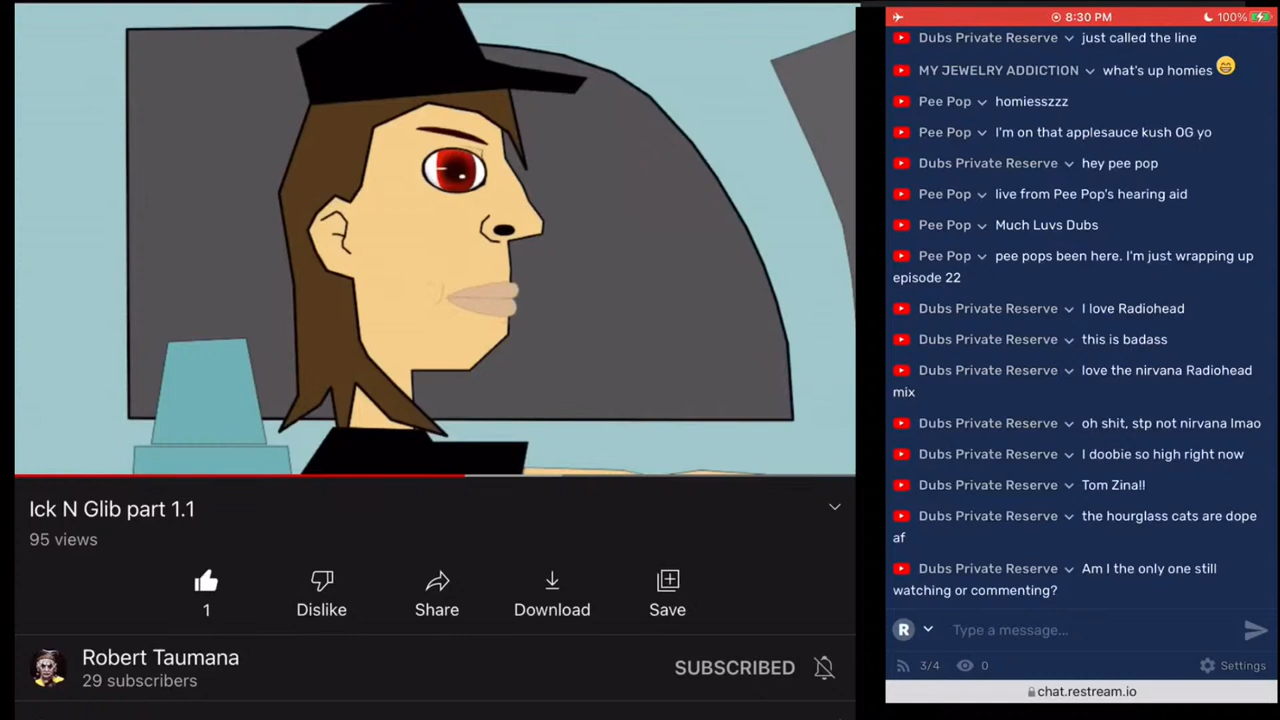 Ick N Glib part 1.1
95 views
1
Dislike
Share
Download
Save
Robert Taumana
29 subscribers
SUBSCRIBED
8:30 PM
100%
Dubs Private Reserve just called the line
MY JEWELRY ADDICTION what's up homies 😄
Pee Pop homiesszzz
Pee Pop I'm on that applesauce kush OG yo
Dubs Private Reserve hey pee pop
Pee Pop live from Pee Pop's hearing aid
Pee Pop Much Luvs Dubs
Pee Pop pee pops been here. I'm just wrapping up
episode 22
Dubs Private Reserve I love Radiohead
Dubs Private Reserve this is badass
Dubs Private Reserve love the nirvana Radiohead
mix
Dubs Private Reserve oh shit, stp not nirvana lmao
Dubs Private Reserve I doobie so high right now
Dubs Private Reserve Tom Zina!!
Dubs Private Reserve the hourglass cats are dope
af
Dubs Private Reserve Am I the only one still
watching or commenting?
R
Type a message...
3/4
0
Settings
chat.restream.io